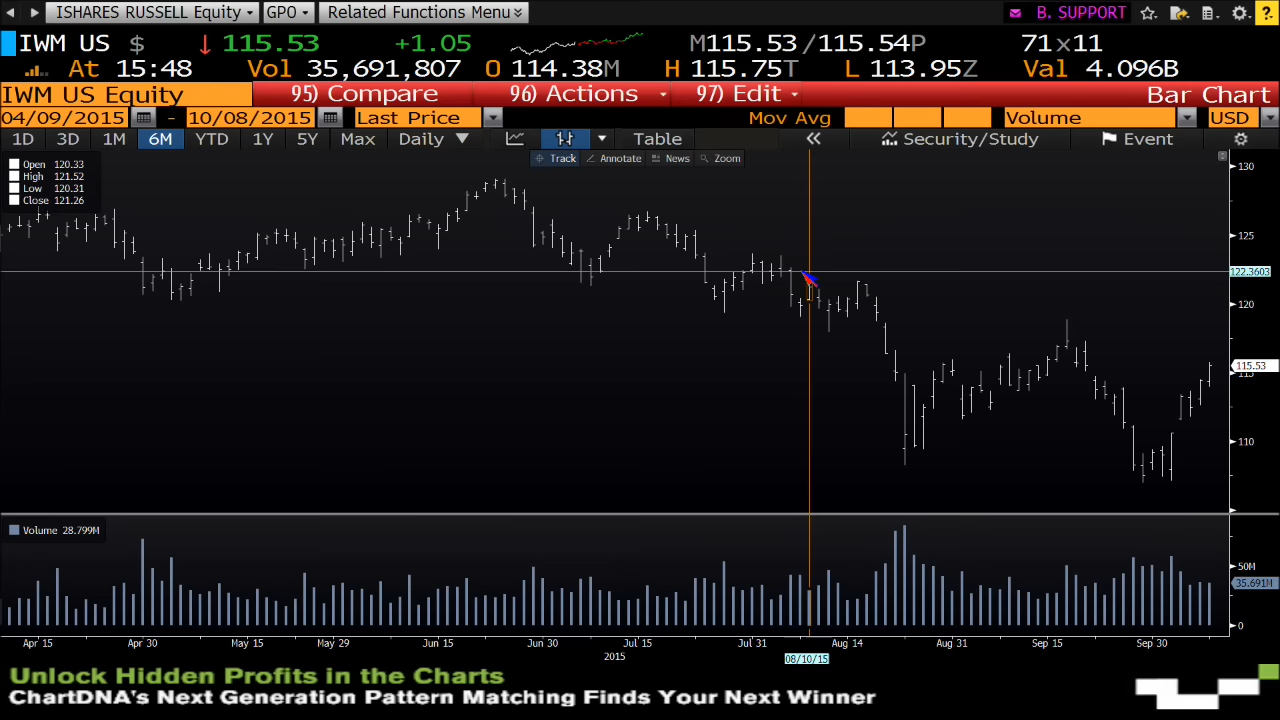 ISHARES RUSSELL Equity GPO Related Functions Menu B. SUPPORT ?
IWM US $ ↓ 115.53 +1.05 M115.53 /115.54P 71x11
At 15:48 Vol 35,691,807 O 114.38M H 115.75T L 113.95Z Val 4.096B
IWM US Equity 95) Compare 96) Actions 97) Edit Bar Chart
04/09/2015 - 10/08/2015 Last Price Mov Avg Volume USD
1D 3D 1M 6M YTD 1Y 5Y Max Daily Table Security/Study Event
Track Annotate News Zoom
Open 120.33
High 121.52
Low 120.31
Close 121.26
130
125
122.3603
120
115.53
115
110
Volume 28.799M
50M
35.691M
0
Apr 15 Apr 30 May 15 May 29 Jun 15 Jun 30 Jul 15 Jul 31 Aug 14 Aug 31 Sep 15 Sep 30
2015 08/10/15
Unlock Hidden Profits in the Charts
ChartDNA's Next Generation Pattern Matching Finds Your Next Winner